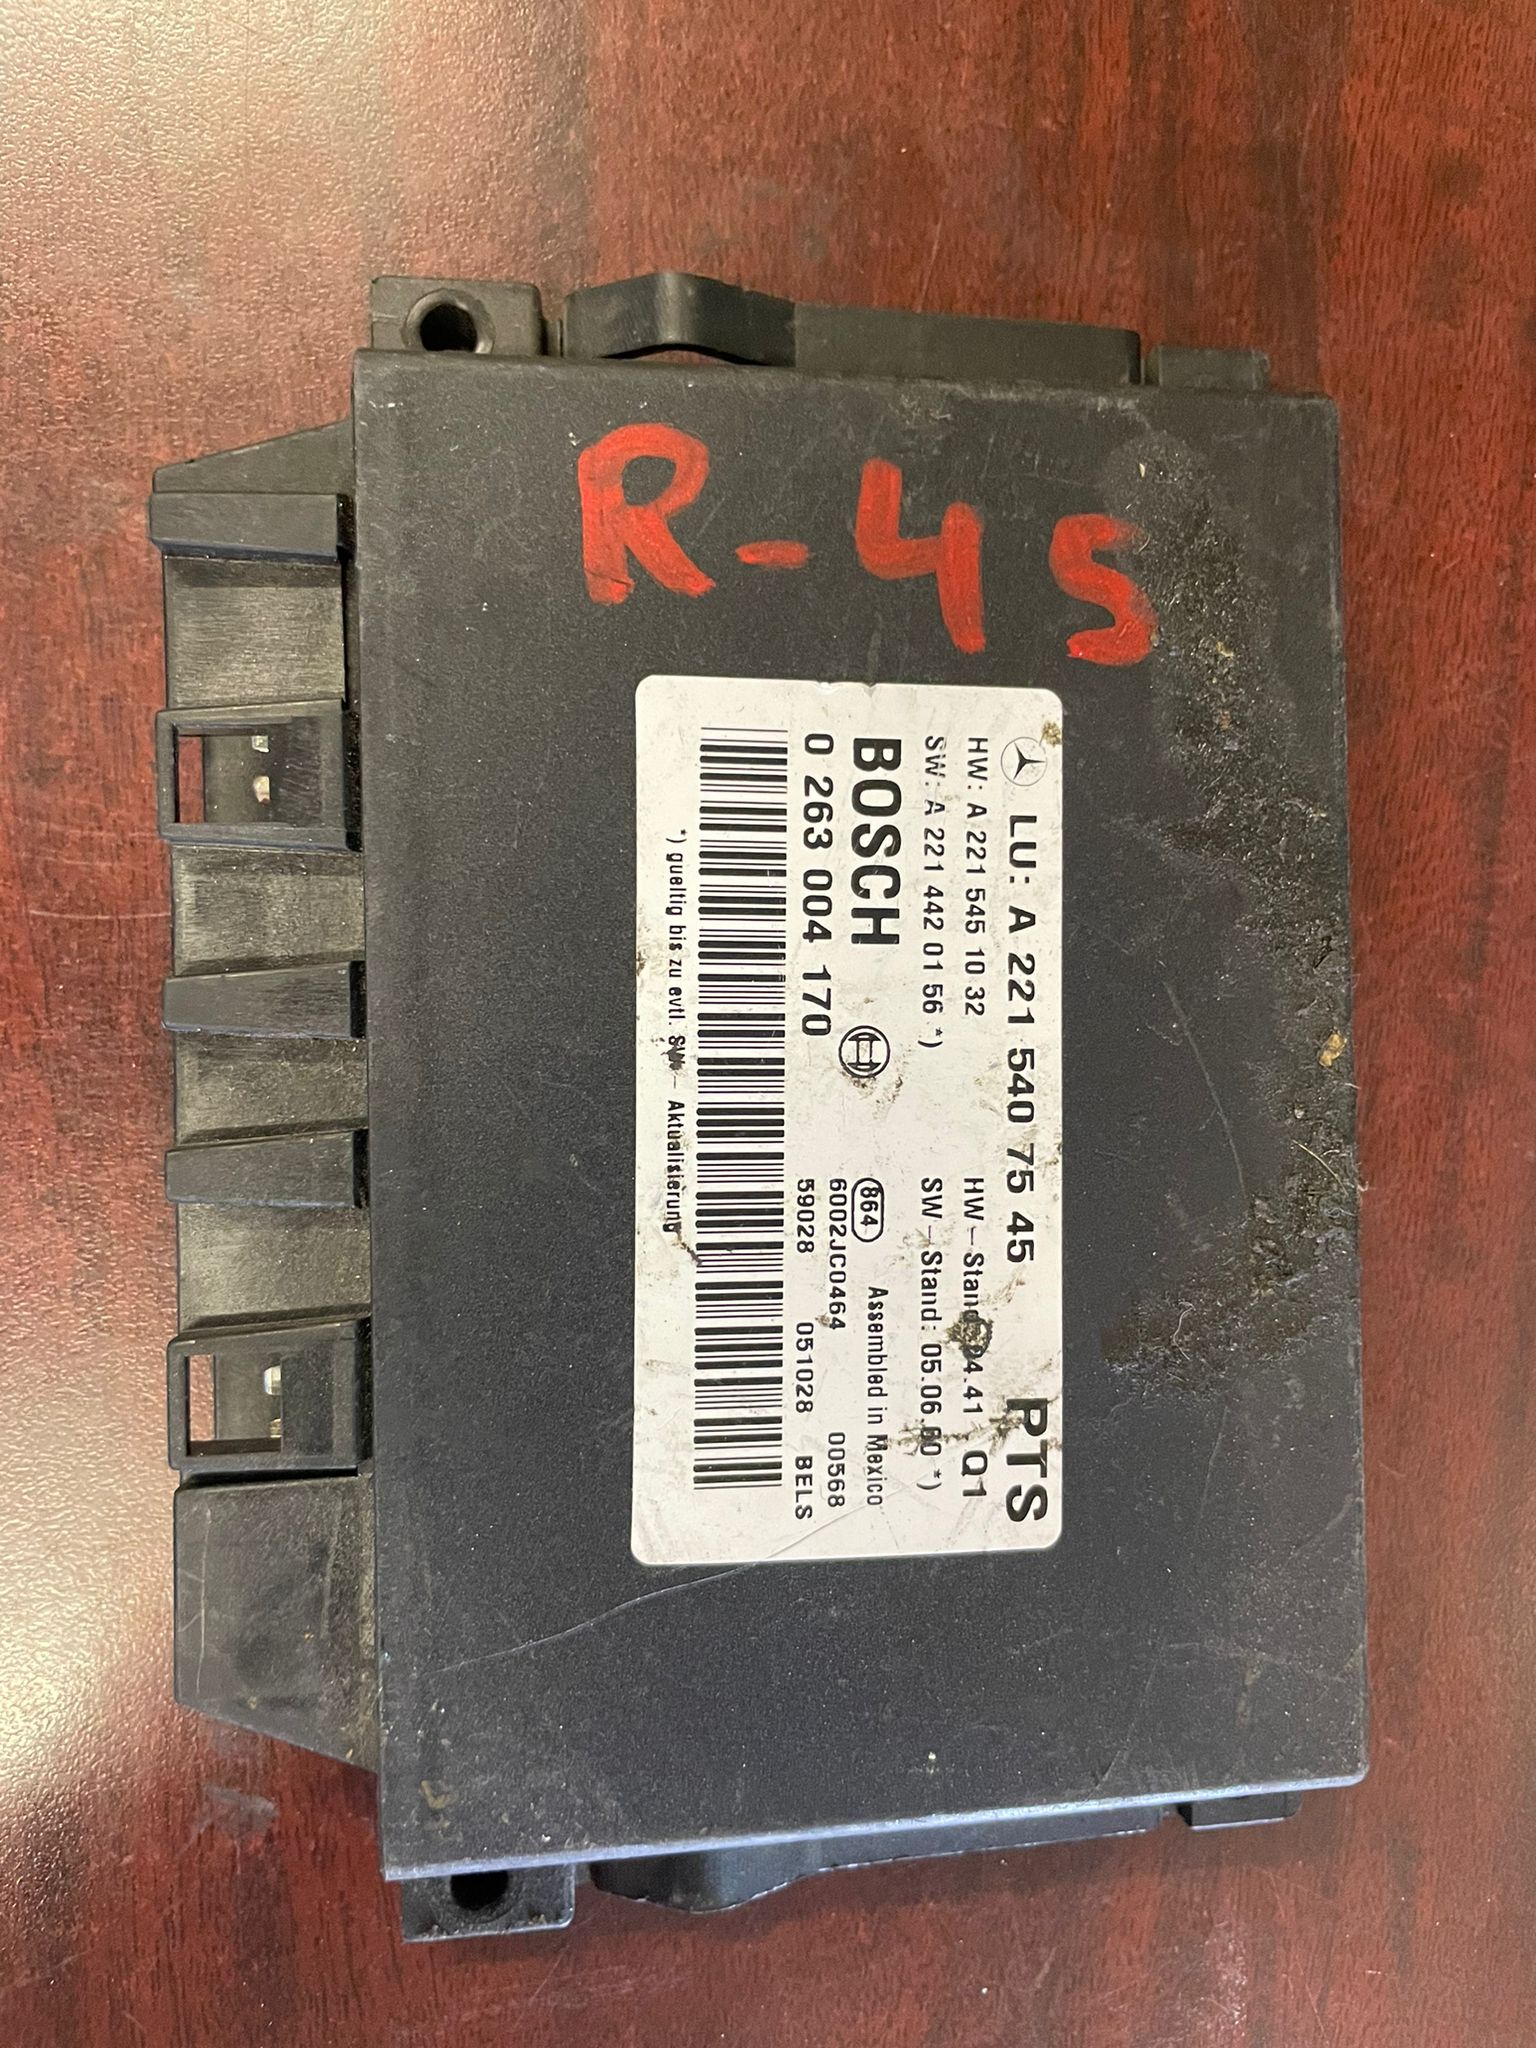 R-45
LU: A 221 540 75 45 PTS
HW: A 221 545 10 32 HW-Stand: 04.41 Q1
SW: A 221 442 01 56 *) SW-Stand: 05.06.60 *)
BOSCH 864 Assembled in Mexico
6002JC0464 00568
0 263 004 170 59028 051028 BELS
*) gueltig bis zu evtl. SW- Aktualisierung